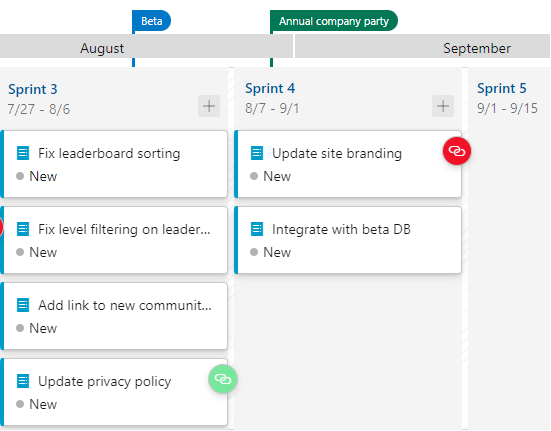 Beta
Annual company party
August
September
Sprint 3
7/27 - 8/6
+
Fix leaderboard sorting
New
Fix level filtering on leader...
New
Add link to new communit...
New
Update privacy policy
New
Sprint 4
8/7 - 9/1
+
Update site branding
New
Integrate with beta DB
New
Sprint 5
9/1 - 9/15